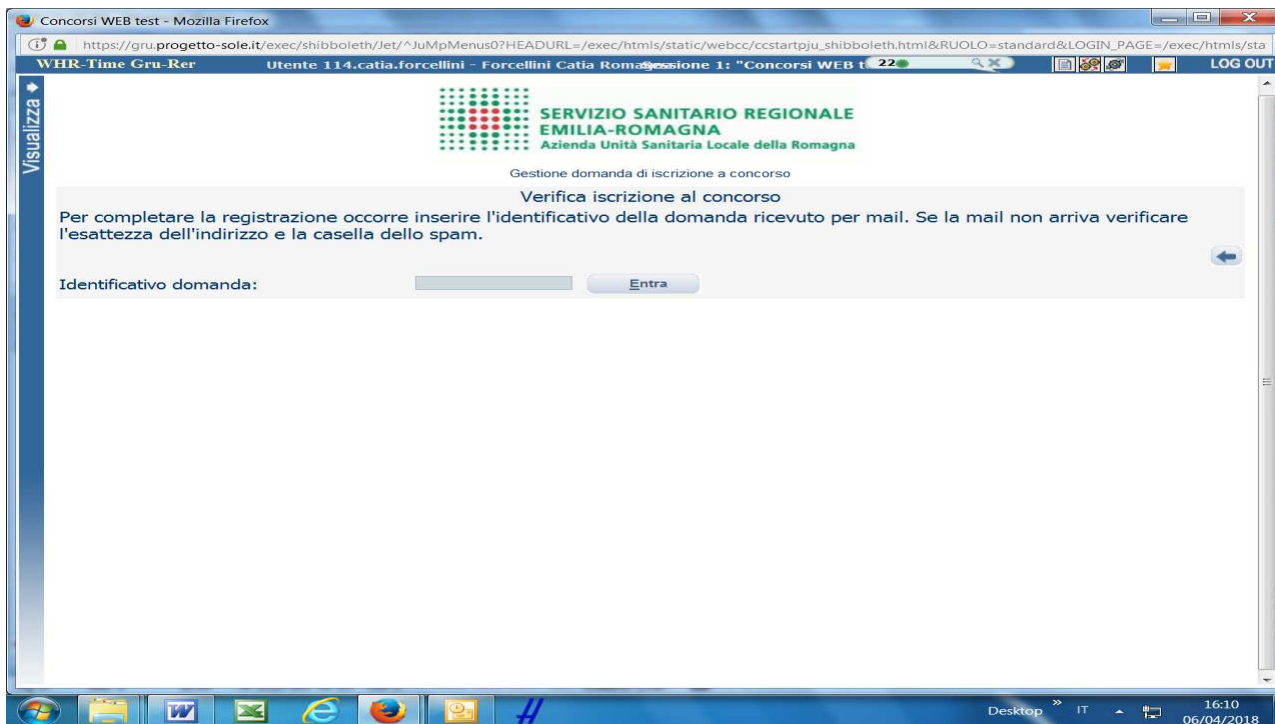 Concorsi WEB test - Mozilla Firefox
https://gru.progetto-sole.it/exec/shibboleth/Jet/^JuMpMenus0?HEADURL=/exec/htmls/static/webcc/ccstartpju_shibboleth.html&RUOLO=standard&LOGIN_PAGE=/exec/htmls/sta
WHR-Time Gru-Rer Utente 114.catia.forcellini - Forcellini Catia Romag sessione 1: "Concorsi WEB t 22 LOG OUT
Visualizza
SERVIZIO SANITARIO REGIONALE
EMILIA-ROMAGNA
Azienda Unità Sanitaria Locale della Romagna
Gestione domanda di iscrizione a concorso
Verifica iscrizione al concorso
Per completare la registrazione occorre inserire l'identificativo della domanda ricevuto per mail. Se la mail non arriva verificare
l'esattezza dell'indirizzo e la casella dello spam.
Identificativo domanda: Entra
Desktop » IT 16:10
06/04/2018